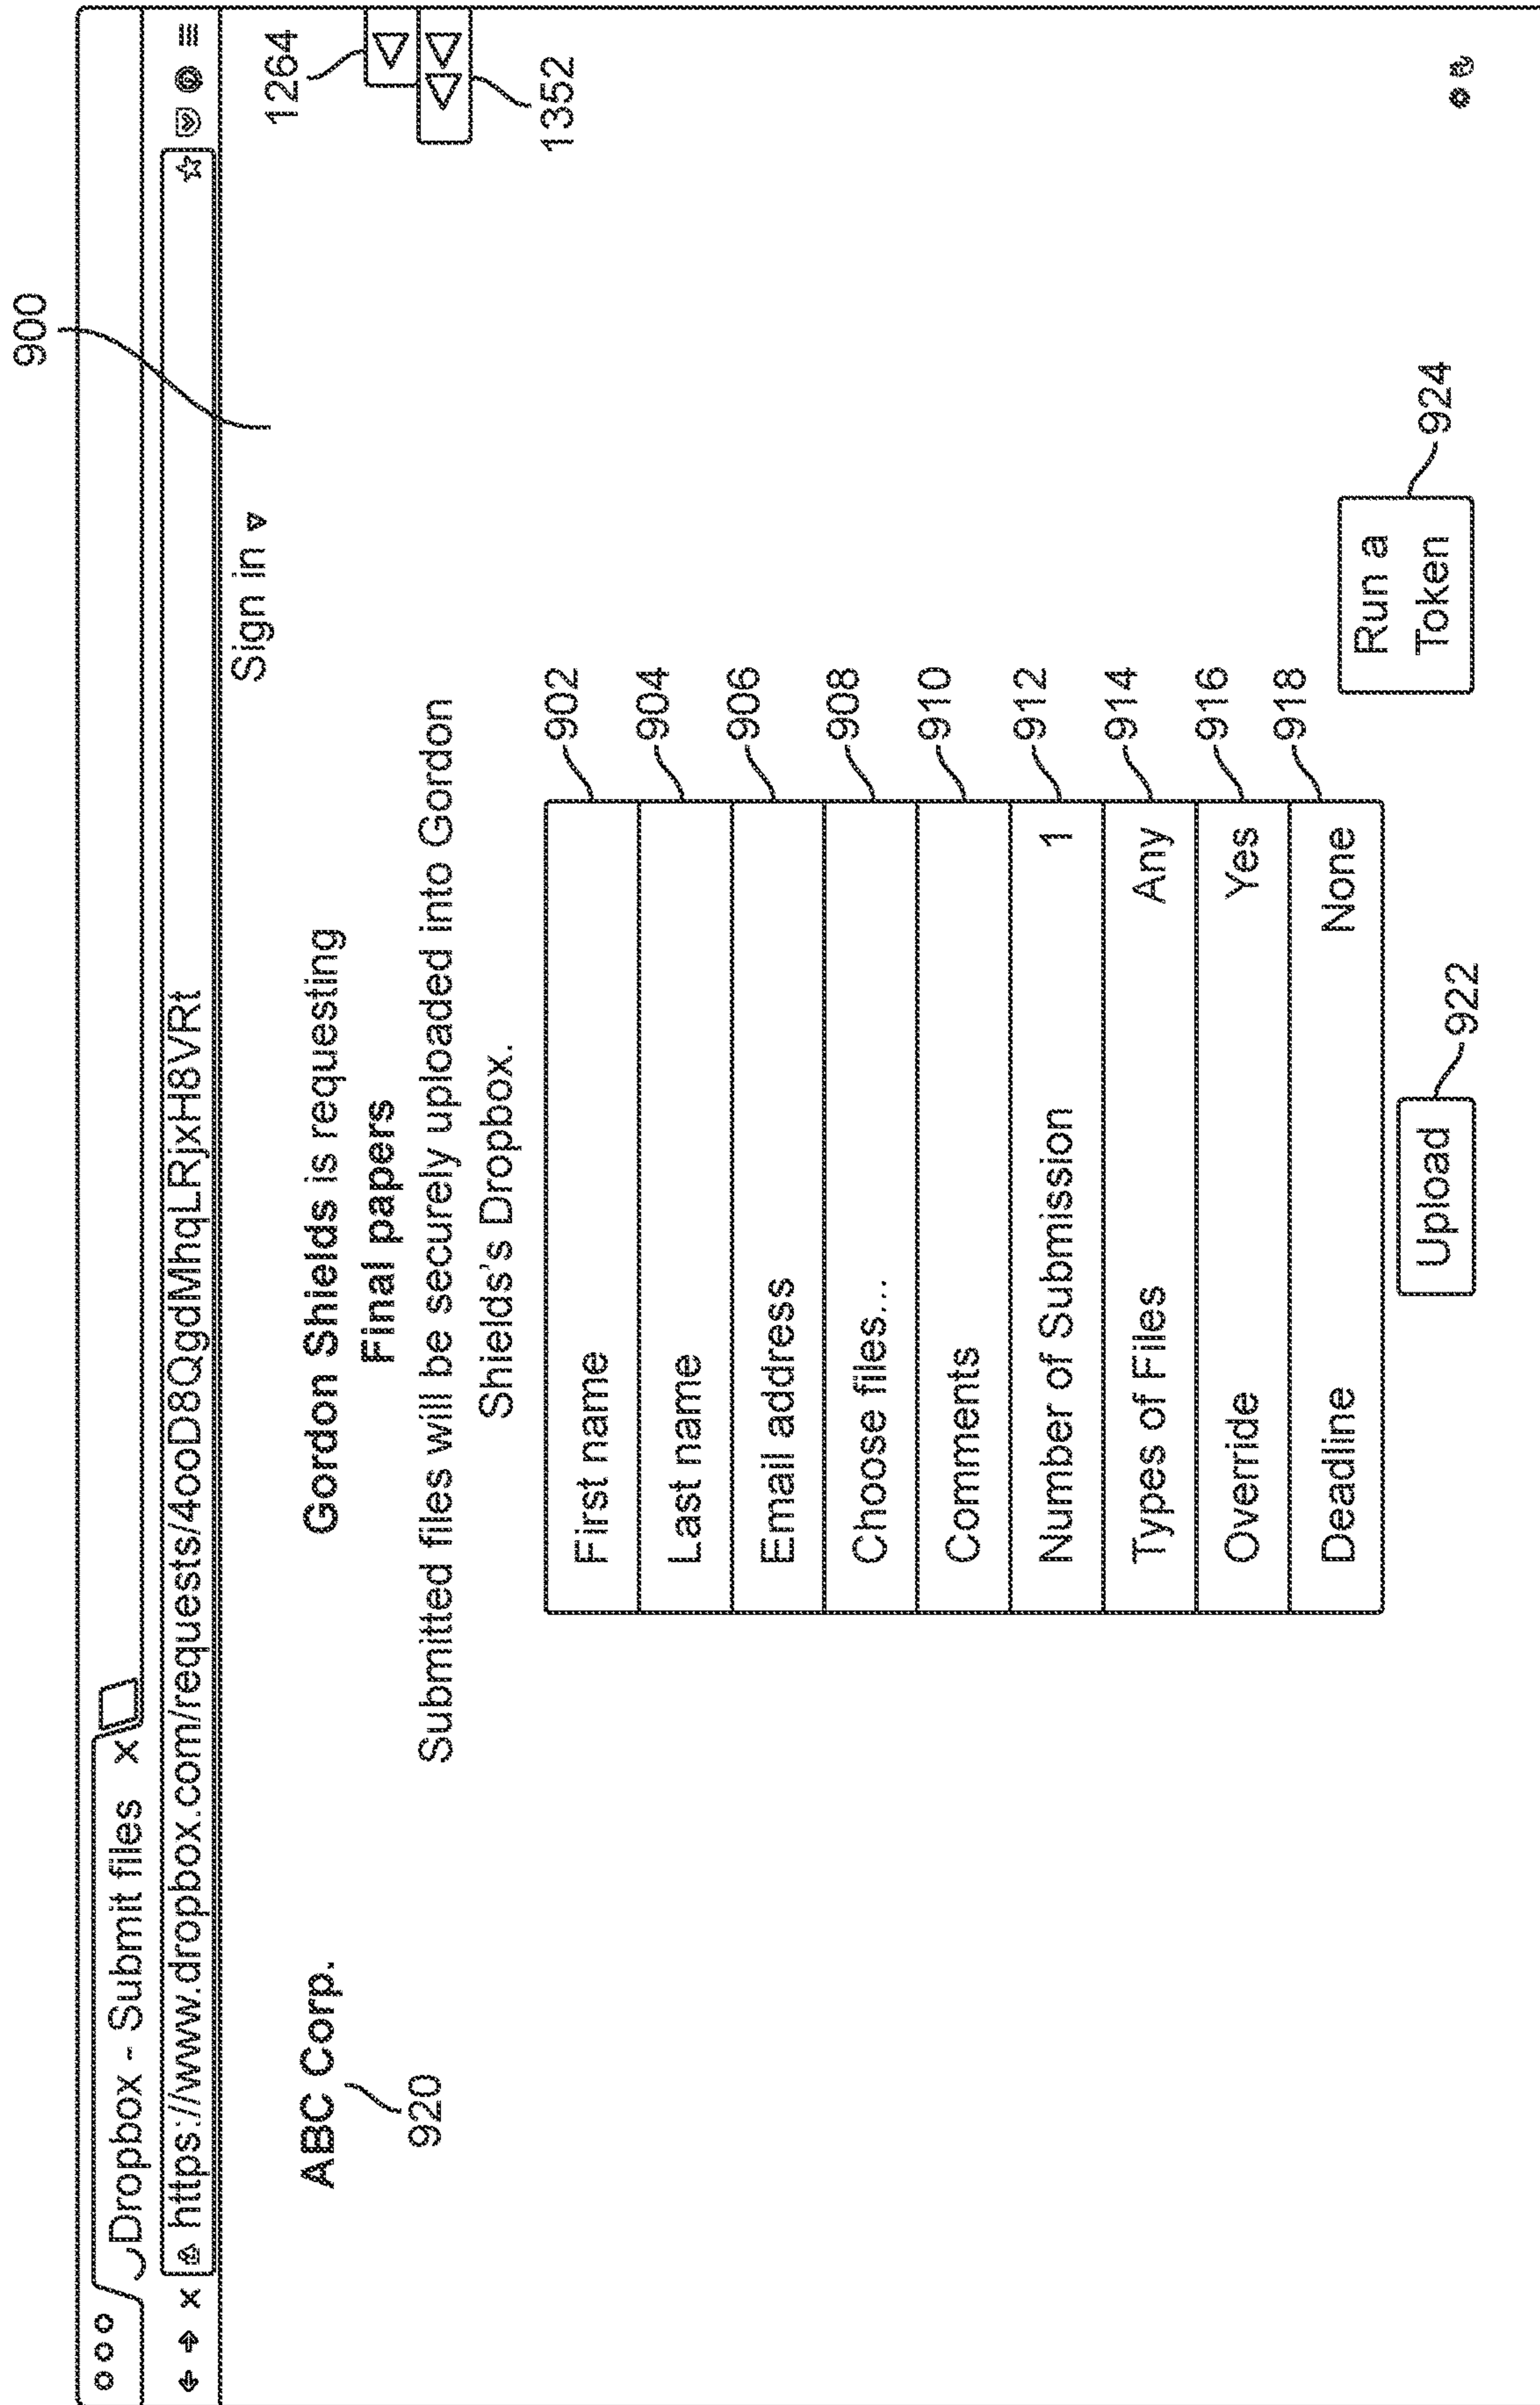 900
Dropbox - Submit files X
https://www.dropbox.com/requests/4ooD8QgdMhqLRjxH8VRt
Sign in
1264
ABC Corp.
920
Gordon Shields is requesting
Final papers
Submitted files will be securely uploaded into Gordon
Shields's Dropbox.
1352
First name 902
Last name 904
Email address 906
Choose files... 908
Comments 910
Number of Submission 1 912
Types of Files Any 914
Override Yes 916
Deadline None 918
Upload 922
Run a
Token
924